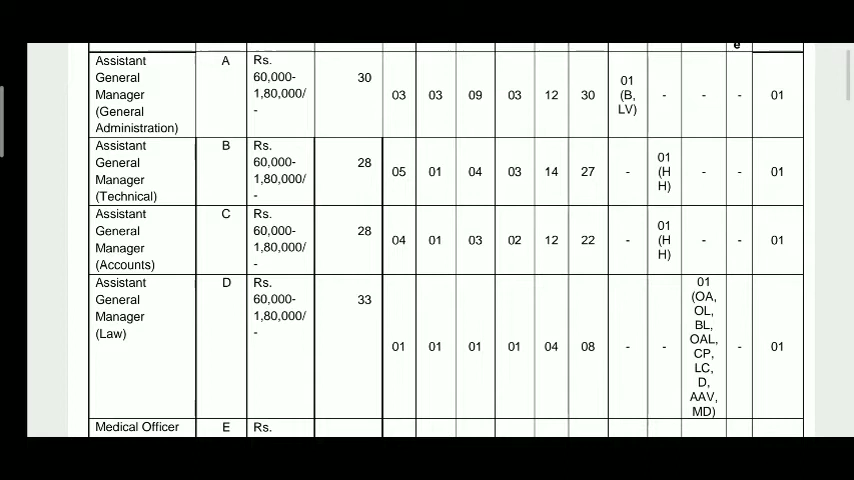 e
Assistant General Manager (General Administration) A Rs. 60,000-1,80,000/- 30 03 03 09 03 12 30 01 (B, LV) - - - 01
Assistant General Manager (Technical) B Rs. 60,000-1,80,000/- 28 05 01 04 03 14 27 - 01 (HH) - - 01
Assistant General Manager (Accounts) C Rs. 60,000-1,80,000/- 28 04 01 03 02 12 22 - 01 (HH) - - 01
Assistant General Manager (Law) D Rs. 60,000-1,80,000/- 33 01 01 01 01 04 08 - - 01 (OA, OL, BL, OAL, CP, LC, D, AAV, MD) - 01
Medical Officer E Rs.